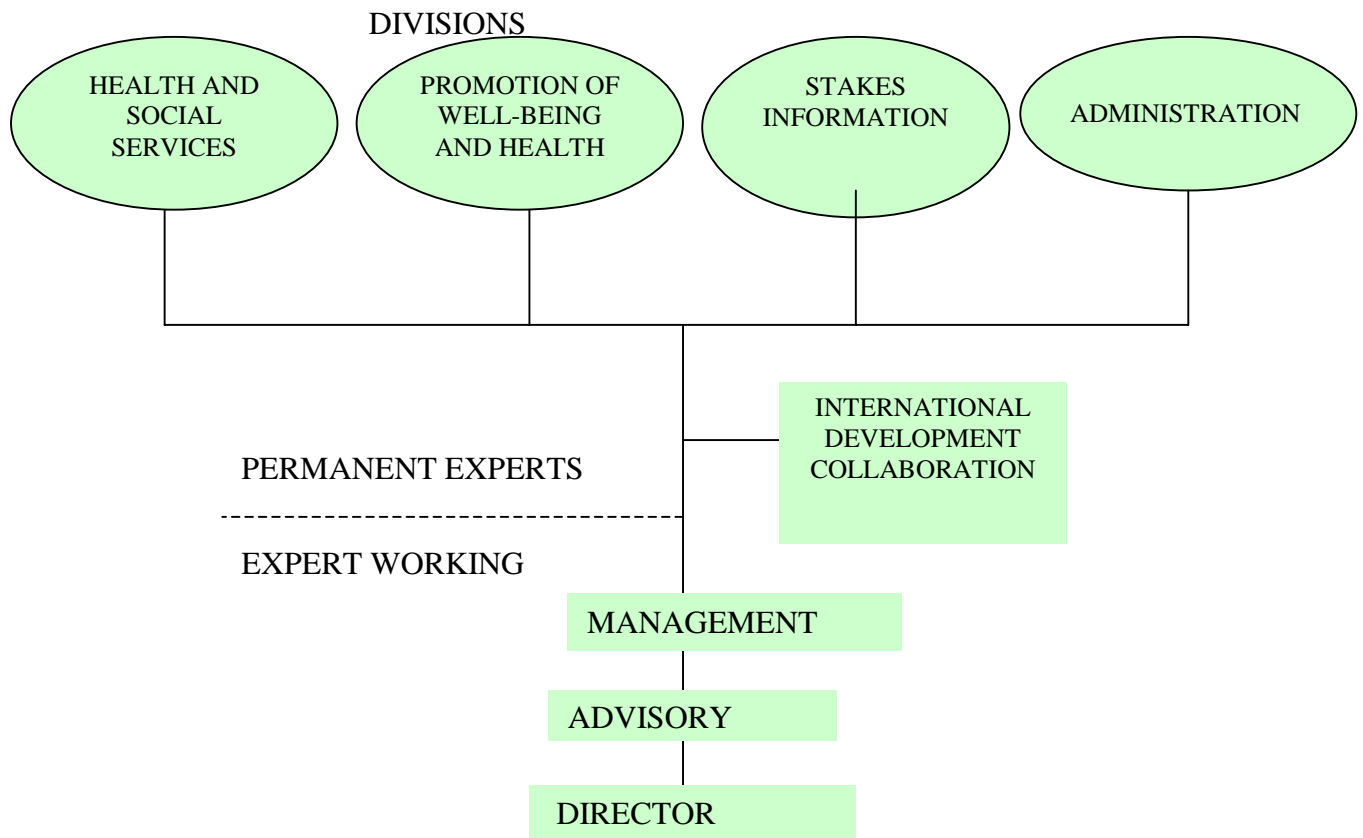 DIVISIONS
HEALTH AND
SOCIAL
SERVICES
PROMOTION OF
WELL-BEING
AND HEALTH
STAKES
INFORMATION
ADMINISTRATION
INTERNATIONAL
DEVELOPMENT
COLLABORATION
PERMANENT EXPERTS
EXPERT WORKING
MANAGEMENT
ADVISORY
DIRECTOR